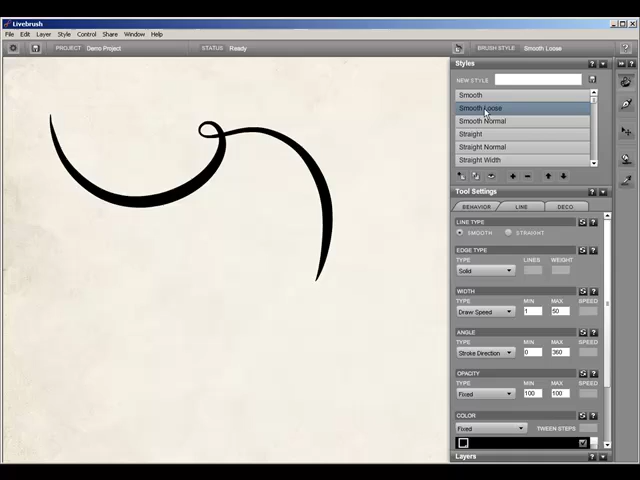 Livebrush
File Edit Layer Style Control Share Window Help
PROJECT Demo Project STATUS Ready BRUSH STYLE Smooth Loose
Styles
NEW STYLE
Smooth
Smooth Loose
Smooth Normal
Straight
Straight Normal
Straight Width
Tool Settings
BEHAVIOR LINE DECO
LINE TYPE
SMOOTH STRAIGHT
EDGE TYPE
TYPE LINES WEIGHT
Solid
WIDTH
TYPE MIN MAX SPEED
Draw Speed 1 50
ANGLE
TYPE MIN MAX SPEED
Stroke Direction 0 360
OPACITY
TYPE MIN MAX SPEED
Fixed 100 100
COLOR
Fixed TWEEN STEPS
Layers